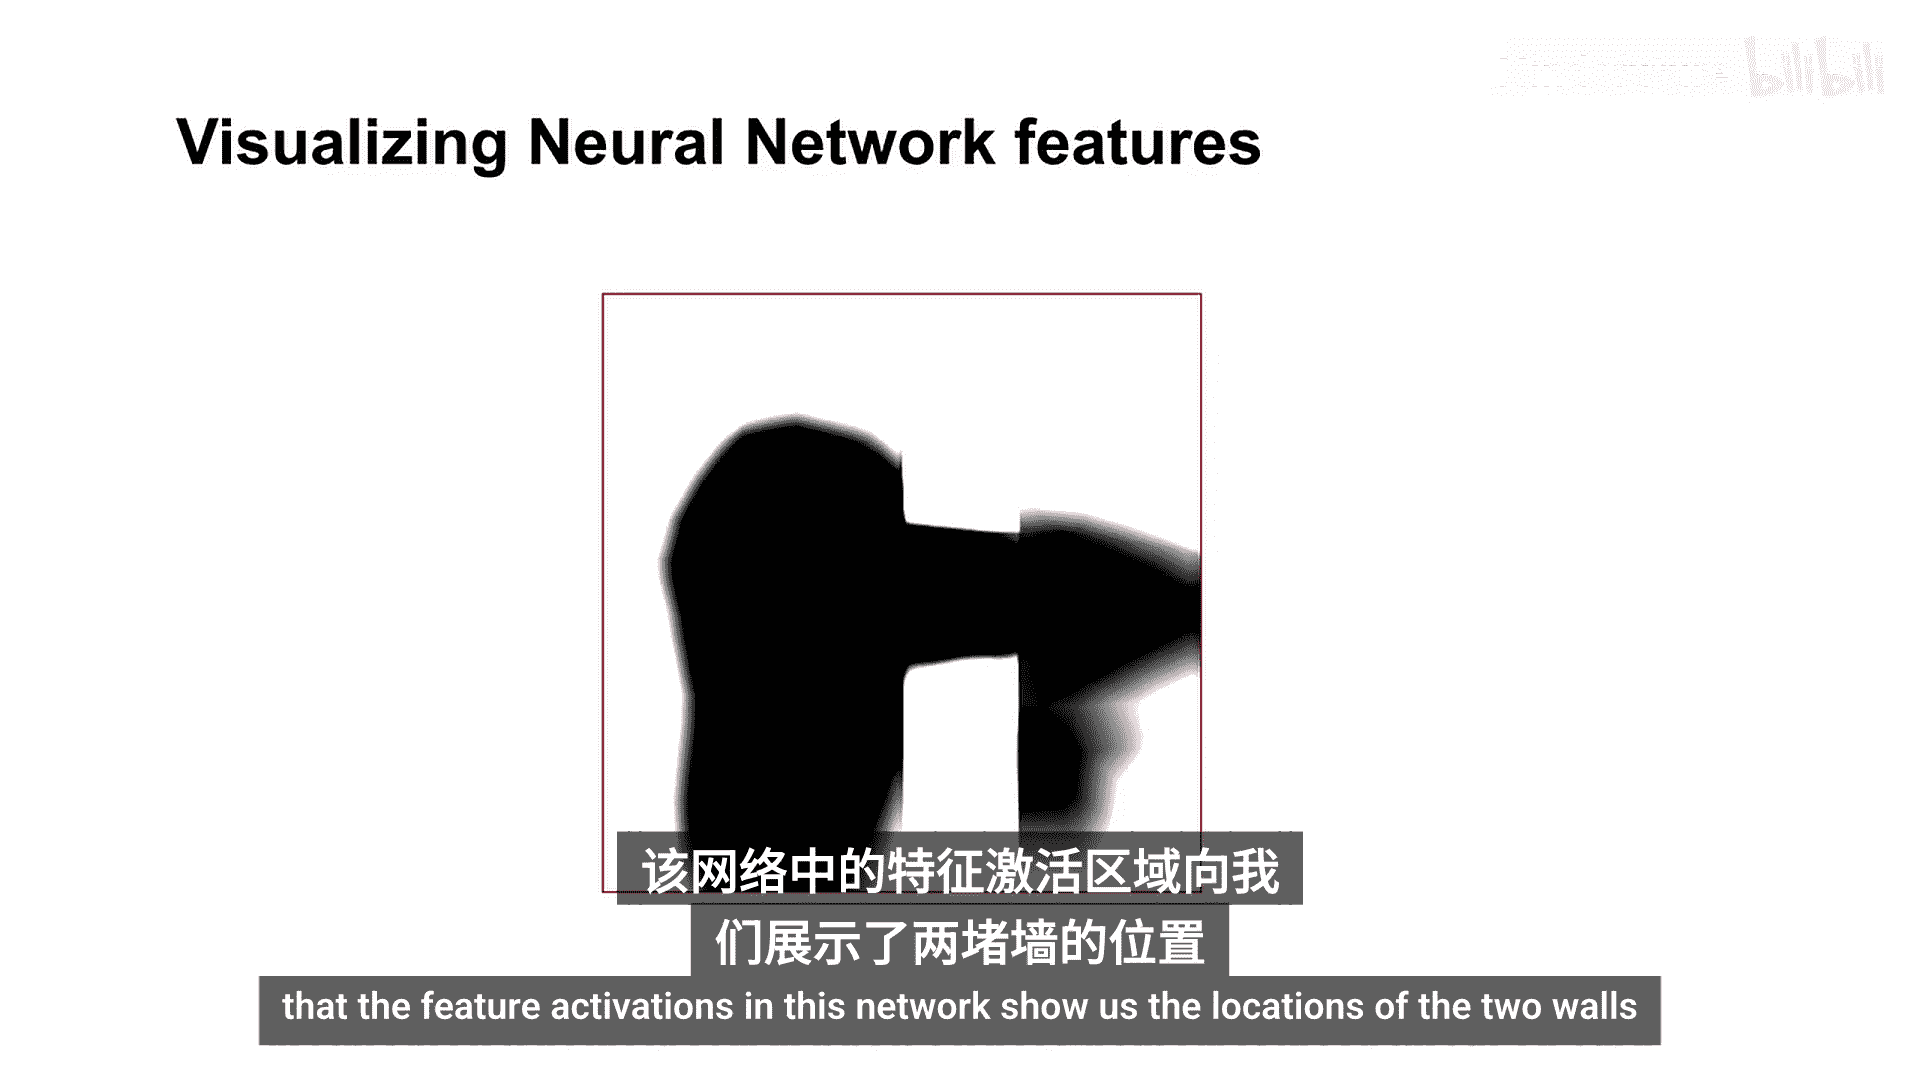 bilibili
Visualizing Neural Network features
该网络中的特征激活区域向我
们展示了两堵墙的位置
that the feature activations in this network show us the locations of the two walls